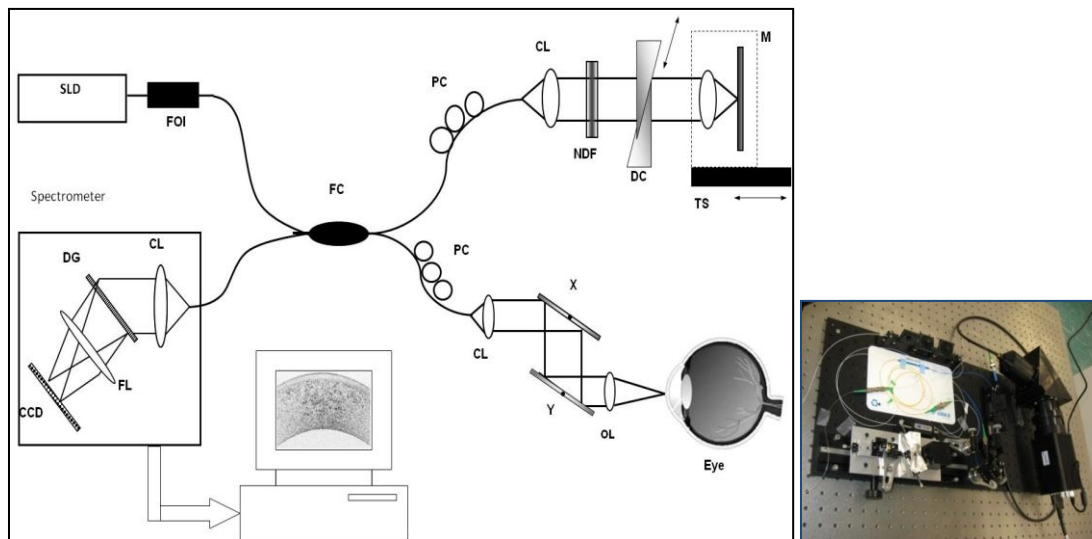 SLD
FOI
Spectrometer
DG
CL
FL
CCD
FC
PC
CL
NDF
DC
M
TS
PC
CL
X
Y
OL
Eye